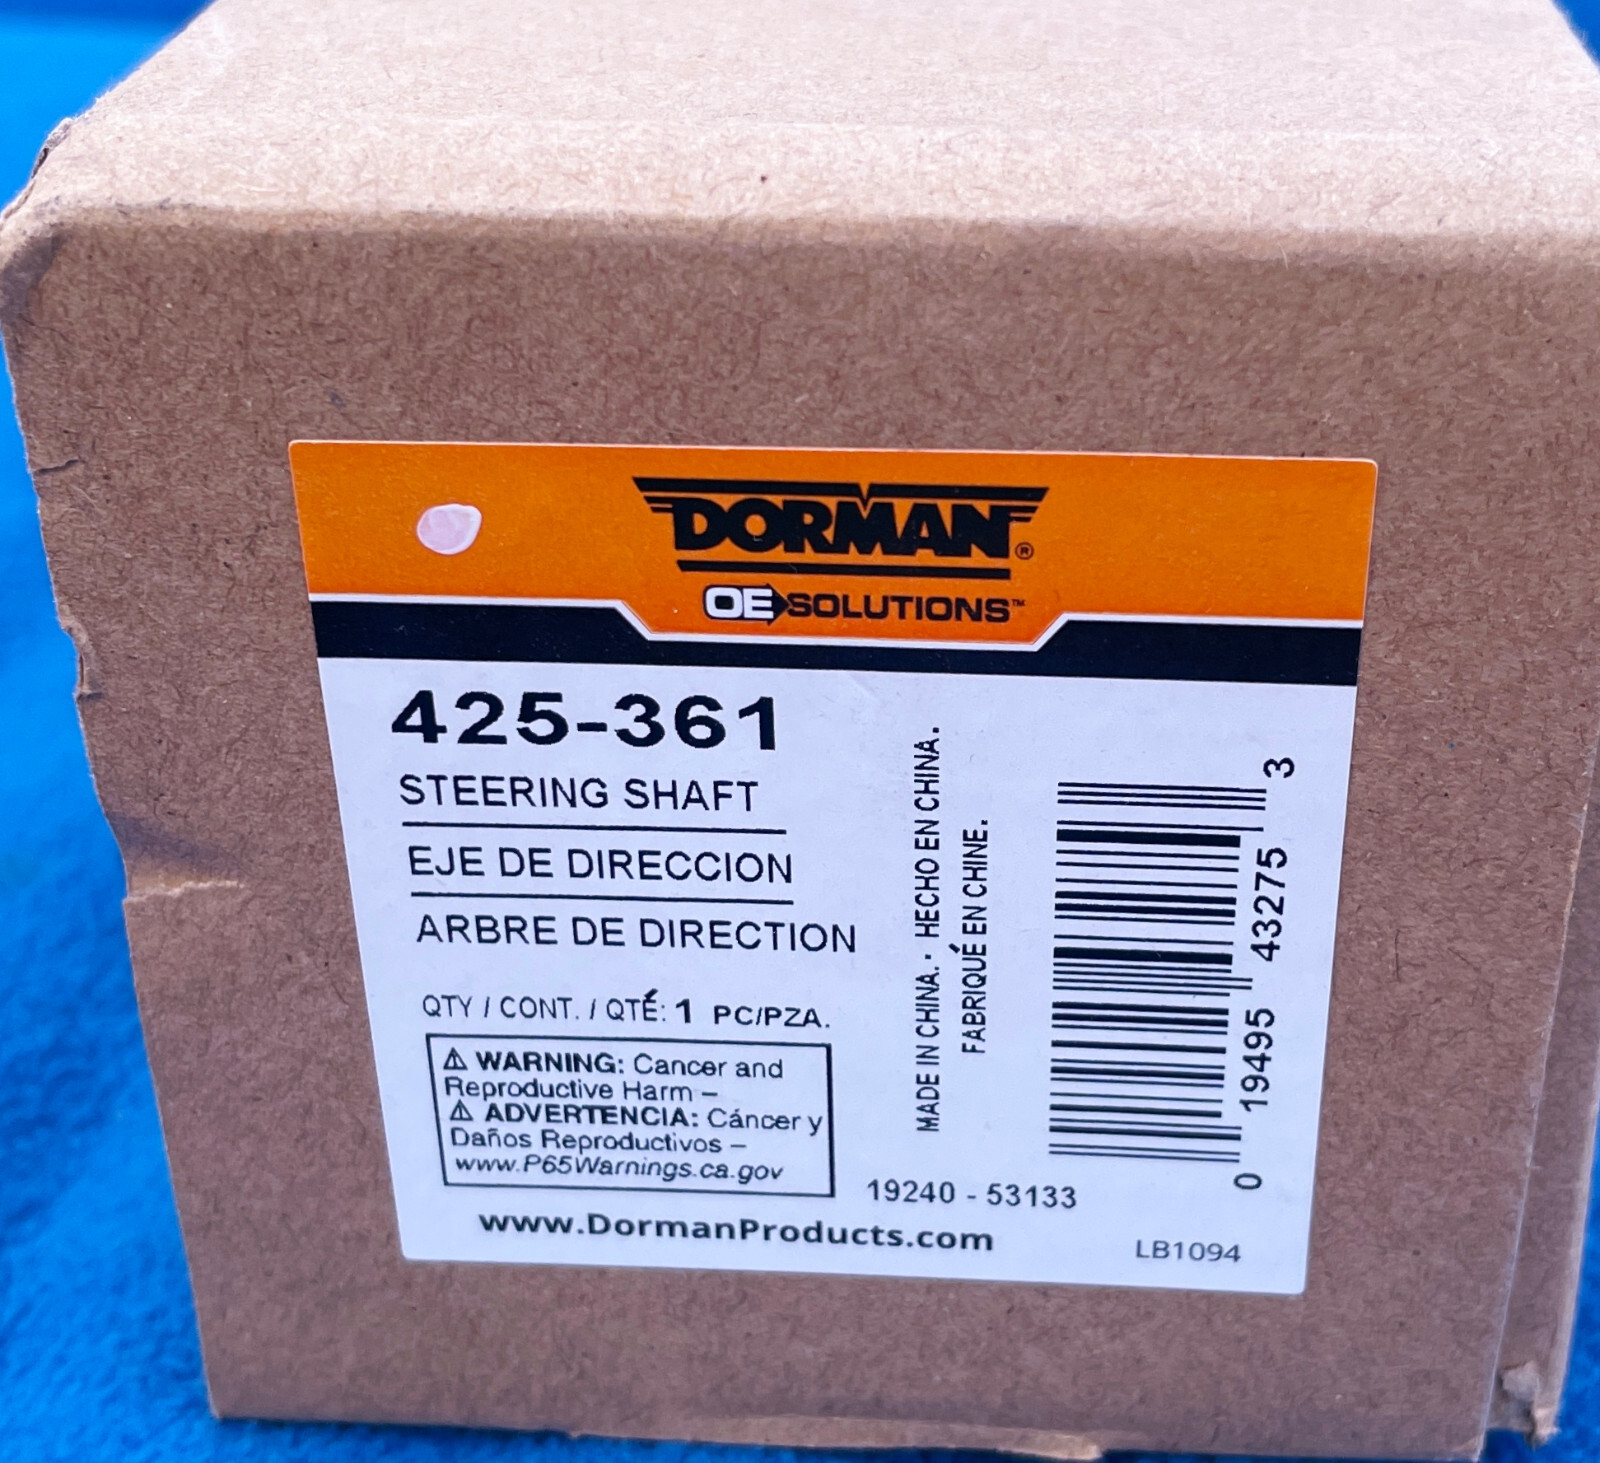 DORMAN®
OE SOLUTIONS™
425-361
STEERING SHAFT
EJE DE DIRECCION
ARBRE DE DIRECTION
QTY / CONT. / QTÉ: 1 PC/PZA.
⚠ WARNING: Cancer and
Reproductive Harm –
⚠ ADVERTENCIA: Cáncer y
Daños Reproductivos –
www.P65Warnings.ca.gov
www.DormanProducts.com
MADE IN CHINA. · HECHO EN CHINA.
FABRIQUÉ EN CHINE.
0 19495 43275 3
19240 - 53133
LB1094